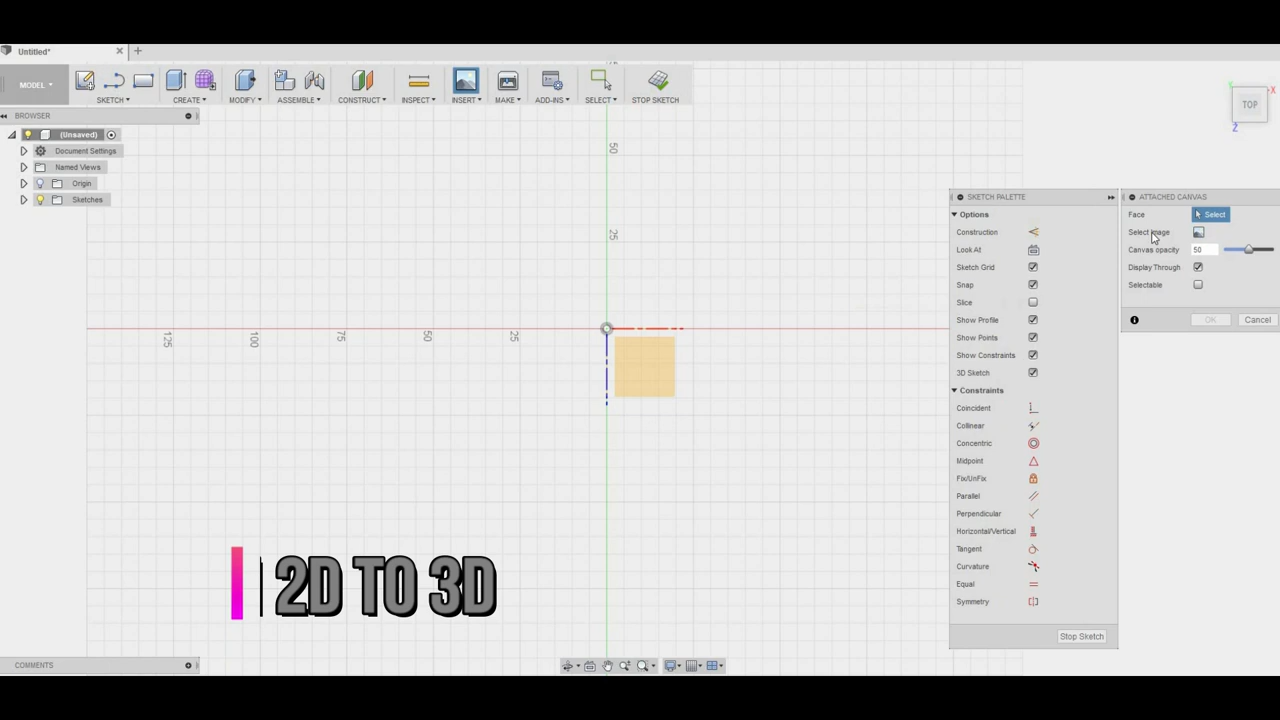 Untitled*
MODEL
SKETCH
CREATE
MODIFY
ASSEMBLE
CONSTRUCT
INSPECT
INSERT
MAKE
ADD-INS
SELECT
STOP SKETCH
TOP
X
Z
BROWSER
(Unsaved)
Document Settings
Named Views
Origin
Sketches
50
25
125
100
75
50
25
SKETCH PALETTE
Options
Construction
Look At
Sketch Grid
Snap
Slice
Show Profile
Show Points
Show Constraints
3D Sketch
Constraints
Coincident
Collinear
Concentric
Midpoint
Fix/UnFix
Parallel
Perpendicular
Horizontal/Vertical
Tangent
Curvature
Equal
Symmetry
Stop Sketch
ATTACHED CANVAS
Face Select
Select Image
Canvas opacity 50
Display Through
Selectable
OK Cancel
2D TO 3D
COMMENTS